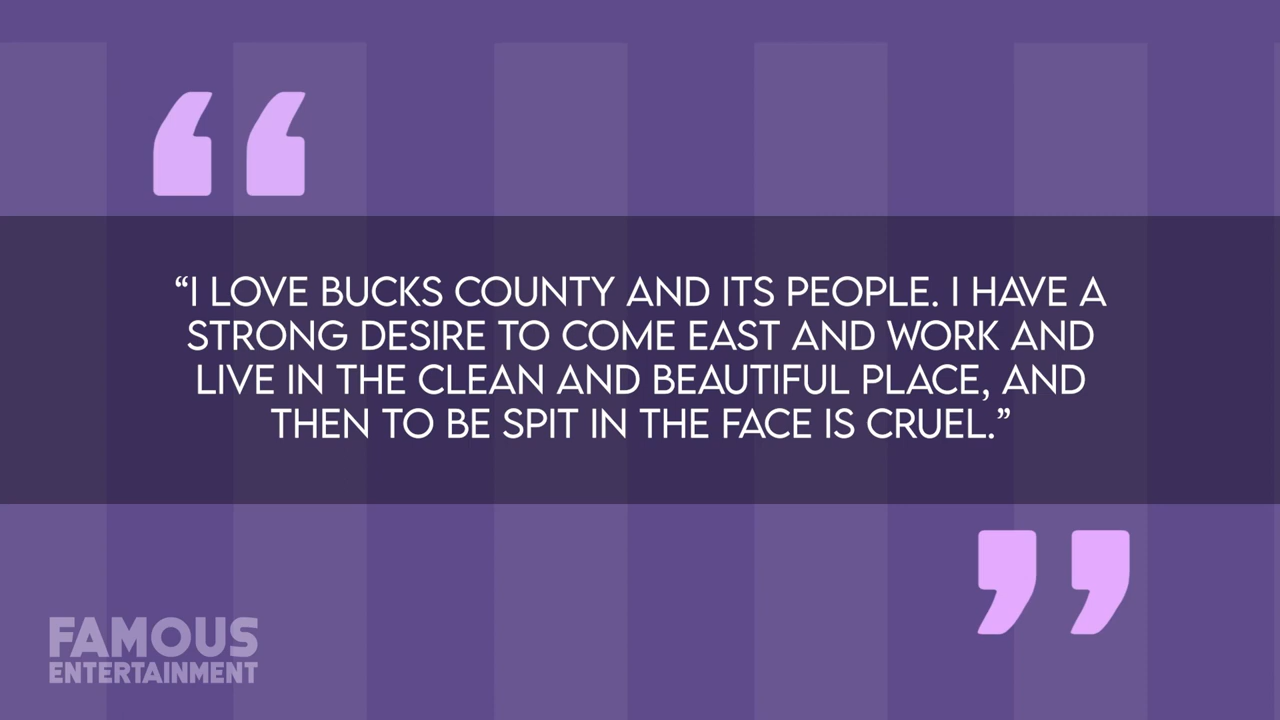 “I LOVE BUCKS COUNTY AND ITS PEOPLE. I HAVE A
STRONG DESIRE TO COME EAST AND WORK AND
LIVE IN THE CLEAN AND BEAUTIFUL PLACE, AND
THEN TO BE SPIT IN THE FACE IS CRUEL.”
FAMOUS
ENTERTAINMENT